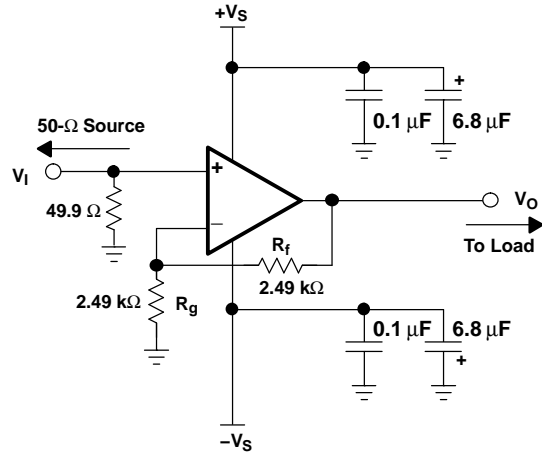 +VS
+
0.1 µF
6.8 µF
50-Ω Source
VI
49.9 Ω
+
−
VO
To Load
Rf
2.49 kΩ
2.49 kΩ
Rg
0.1 µF
6.8 µF
+
−VS